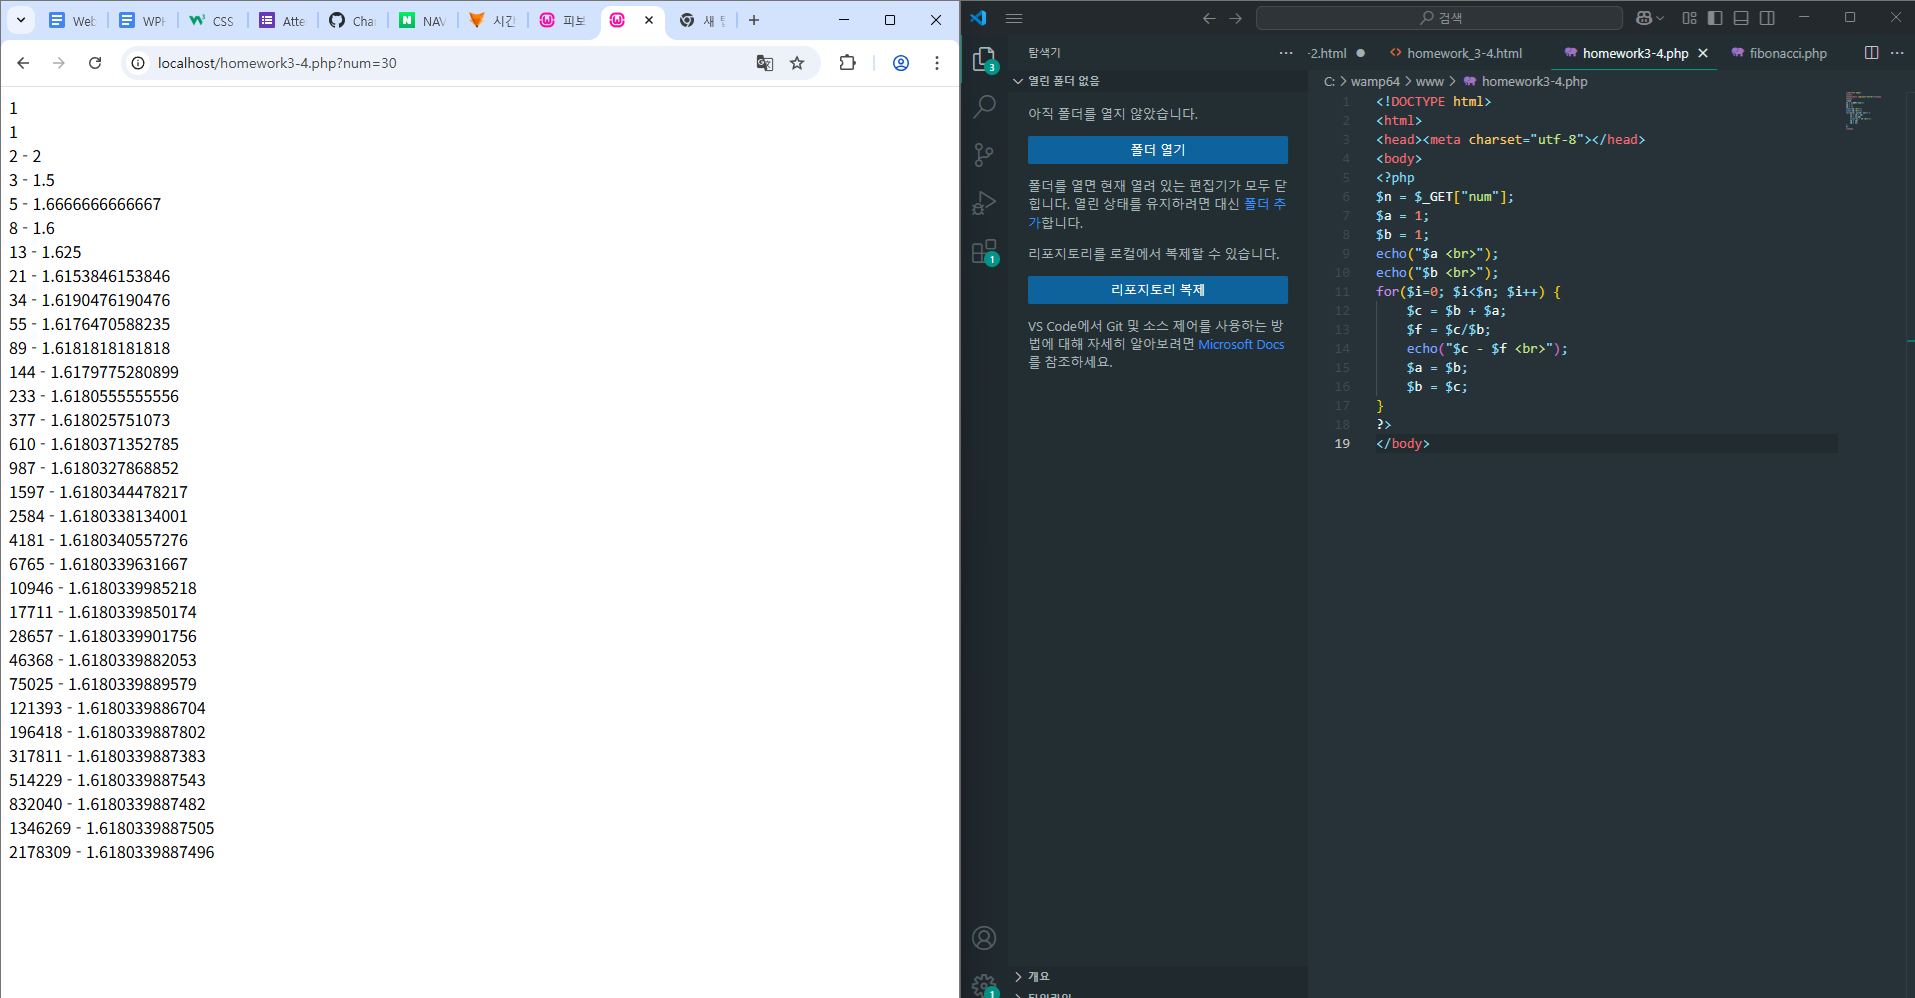 Web
WPH
CSS
Atte
Cha
NAV
시간
피보
새 탭
localhost/homework3-4.php?num=30
1
1
2 - 2
3 - 1.5
5 - 1.6666666666667
8 - 1.6
13 - 1.625
21 - 1.6153846153846
34 - 1.6190476190476
55 - 1.6176470588235
89 - 1.6181818181818
144 - 1.6179775280899
233 - 1.6180555555556
377 - 1.618025751073
610 - 1.6180371352785
987 - 1.6180327868852
1597 - 1.6180344478217
2584 - 1.6180338134001
4181 - 1.6180340557276
6765 - 1.6180339631667
10946 - 1.6180339985218
17711 - 1.6180339850174
28657 - 1.6180339901756
46368 - 1.6180339882053
75025 - 1.6180339889579
121393 - 1.6180339886704
196418 - 1.6180339887802
317811 - 1.6180339887383
514229 - 1.6180339887543
832040 - 1.6180339887482
1346269 - 1.6180339887505
2178309 - 1.6180339887496
검색
탐색기
열린 폴더 없음
아직 폴더를 열지 않았습니다.
폴더 열기
폴더를 열면 현재 열려 있는 편집기가 모두 닫
힙니다. 열린 상태를 유지하려면 대신 폴더 추
가합니다.
리포지토리를 로컬에서 복제할 수 있습니다.
리포지토리 복제
VS Code에서 Git 및 소스 제어를 사용하는 방
법에 대해 자세히 알아보려면 Microsoft Docs
를 참조하세요.
개요
3
1
1
-2.html
homework_3-4.html
homework3-4.php
fibonacci.php
C: > wamp64 > www > homework3-4.php
1 <!DOCTYPE html>
2 <html>
3 <head><meta charset="utf-8"></head>
4 <body>
5 <?php
6 $n = $_GET["num"];
7 $a = 1;
8 $b = 1;
9 echo("$a <br>");
10 echo("$b <br>");
11 for($i=0; $i<$n; $i++) {
12 $c = $b + $a;
13 $f = $c/$b;
14 echo("$c - $f <br>");
15 $a = $b;
16 $b = $c;
17 }
18 ?>
19 </body>